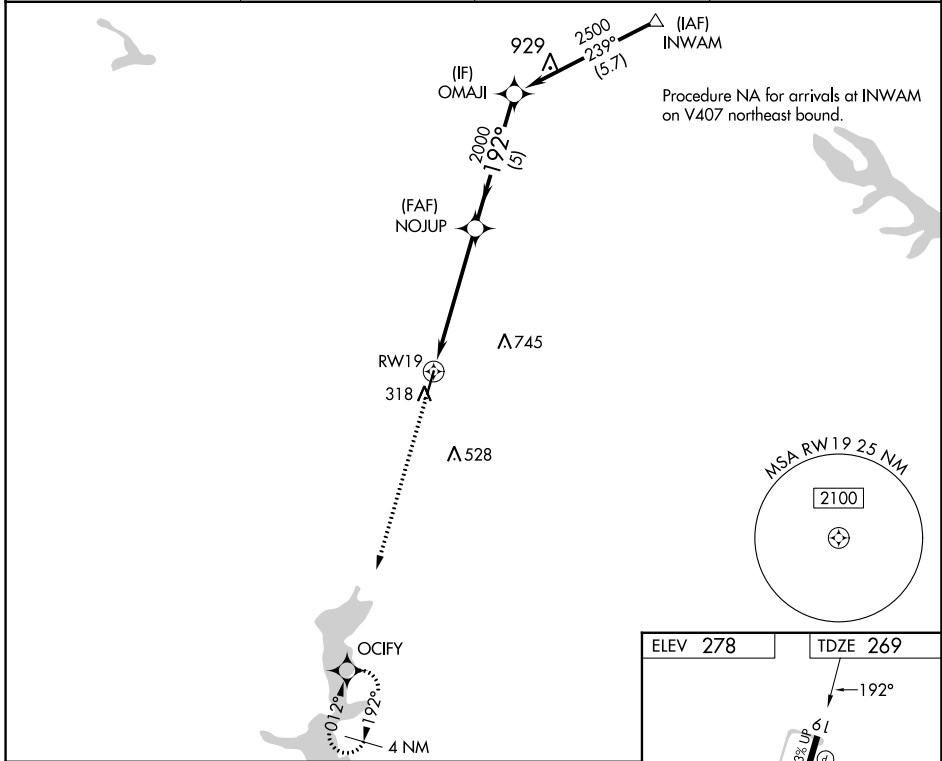 (IAF)
INWAM
2500
239°
(5.7)
929
(IF)
OMAJI
Procedure NA for arrivals at INWAM
on V407 northeast bound.
2000
192°
(5)
(FAF)
NOJUP
745
RW19
318
528
MSA RW19 25 NM
2100
OCIFY
012°
192°
4 NM
ELEV 278
TDZE 269
192°
19
3% UP
P